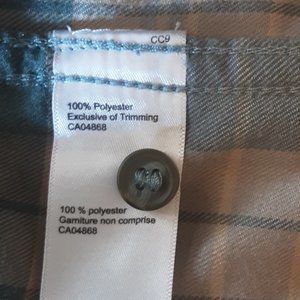 CC9
100% Polyester
Exclusive of Trimming
CA04868
100 % polyester
Garniture non comprise
CA04868